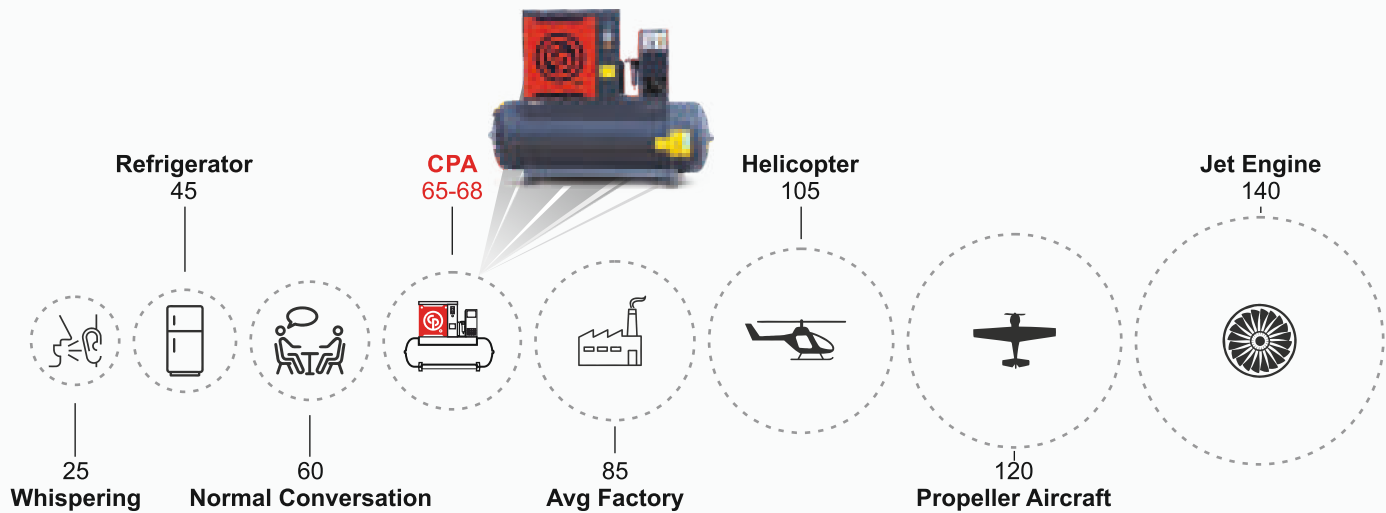 Refrigerator
45
CPA
65-68
Helicopter
105
Jet Engine
140
25
Whispering
60
Normal Conversation
85
Avg Factory
120
Propeller Aircraft